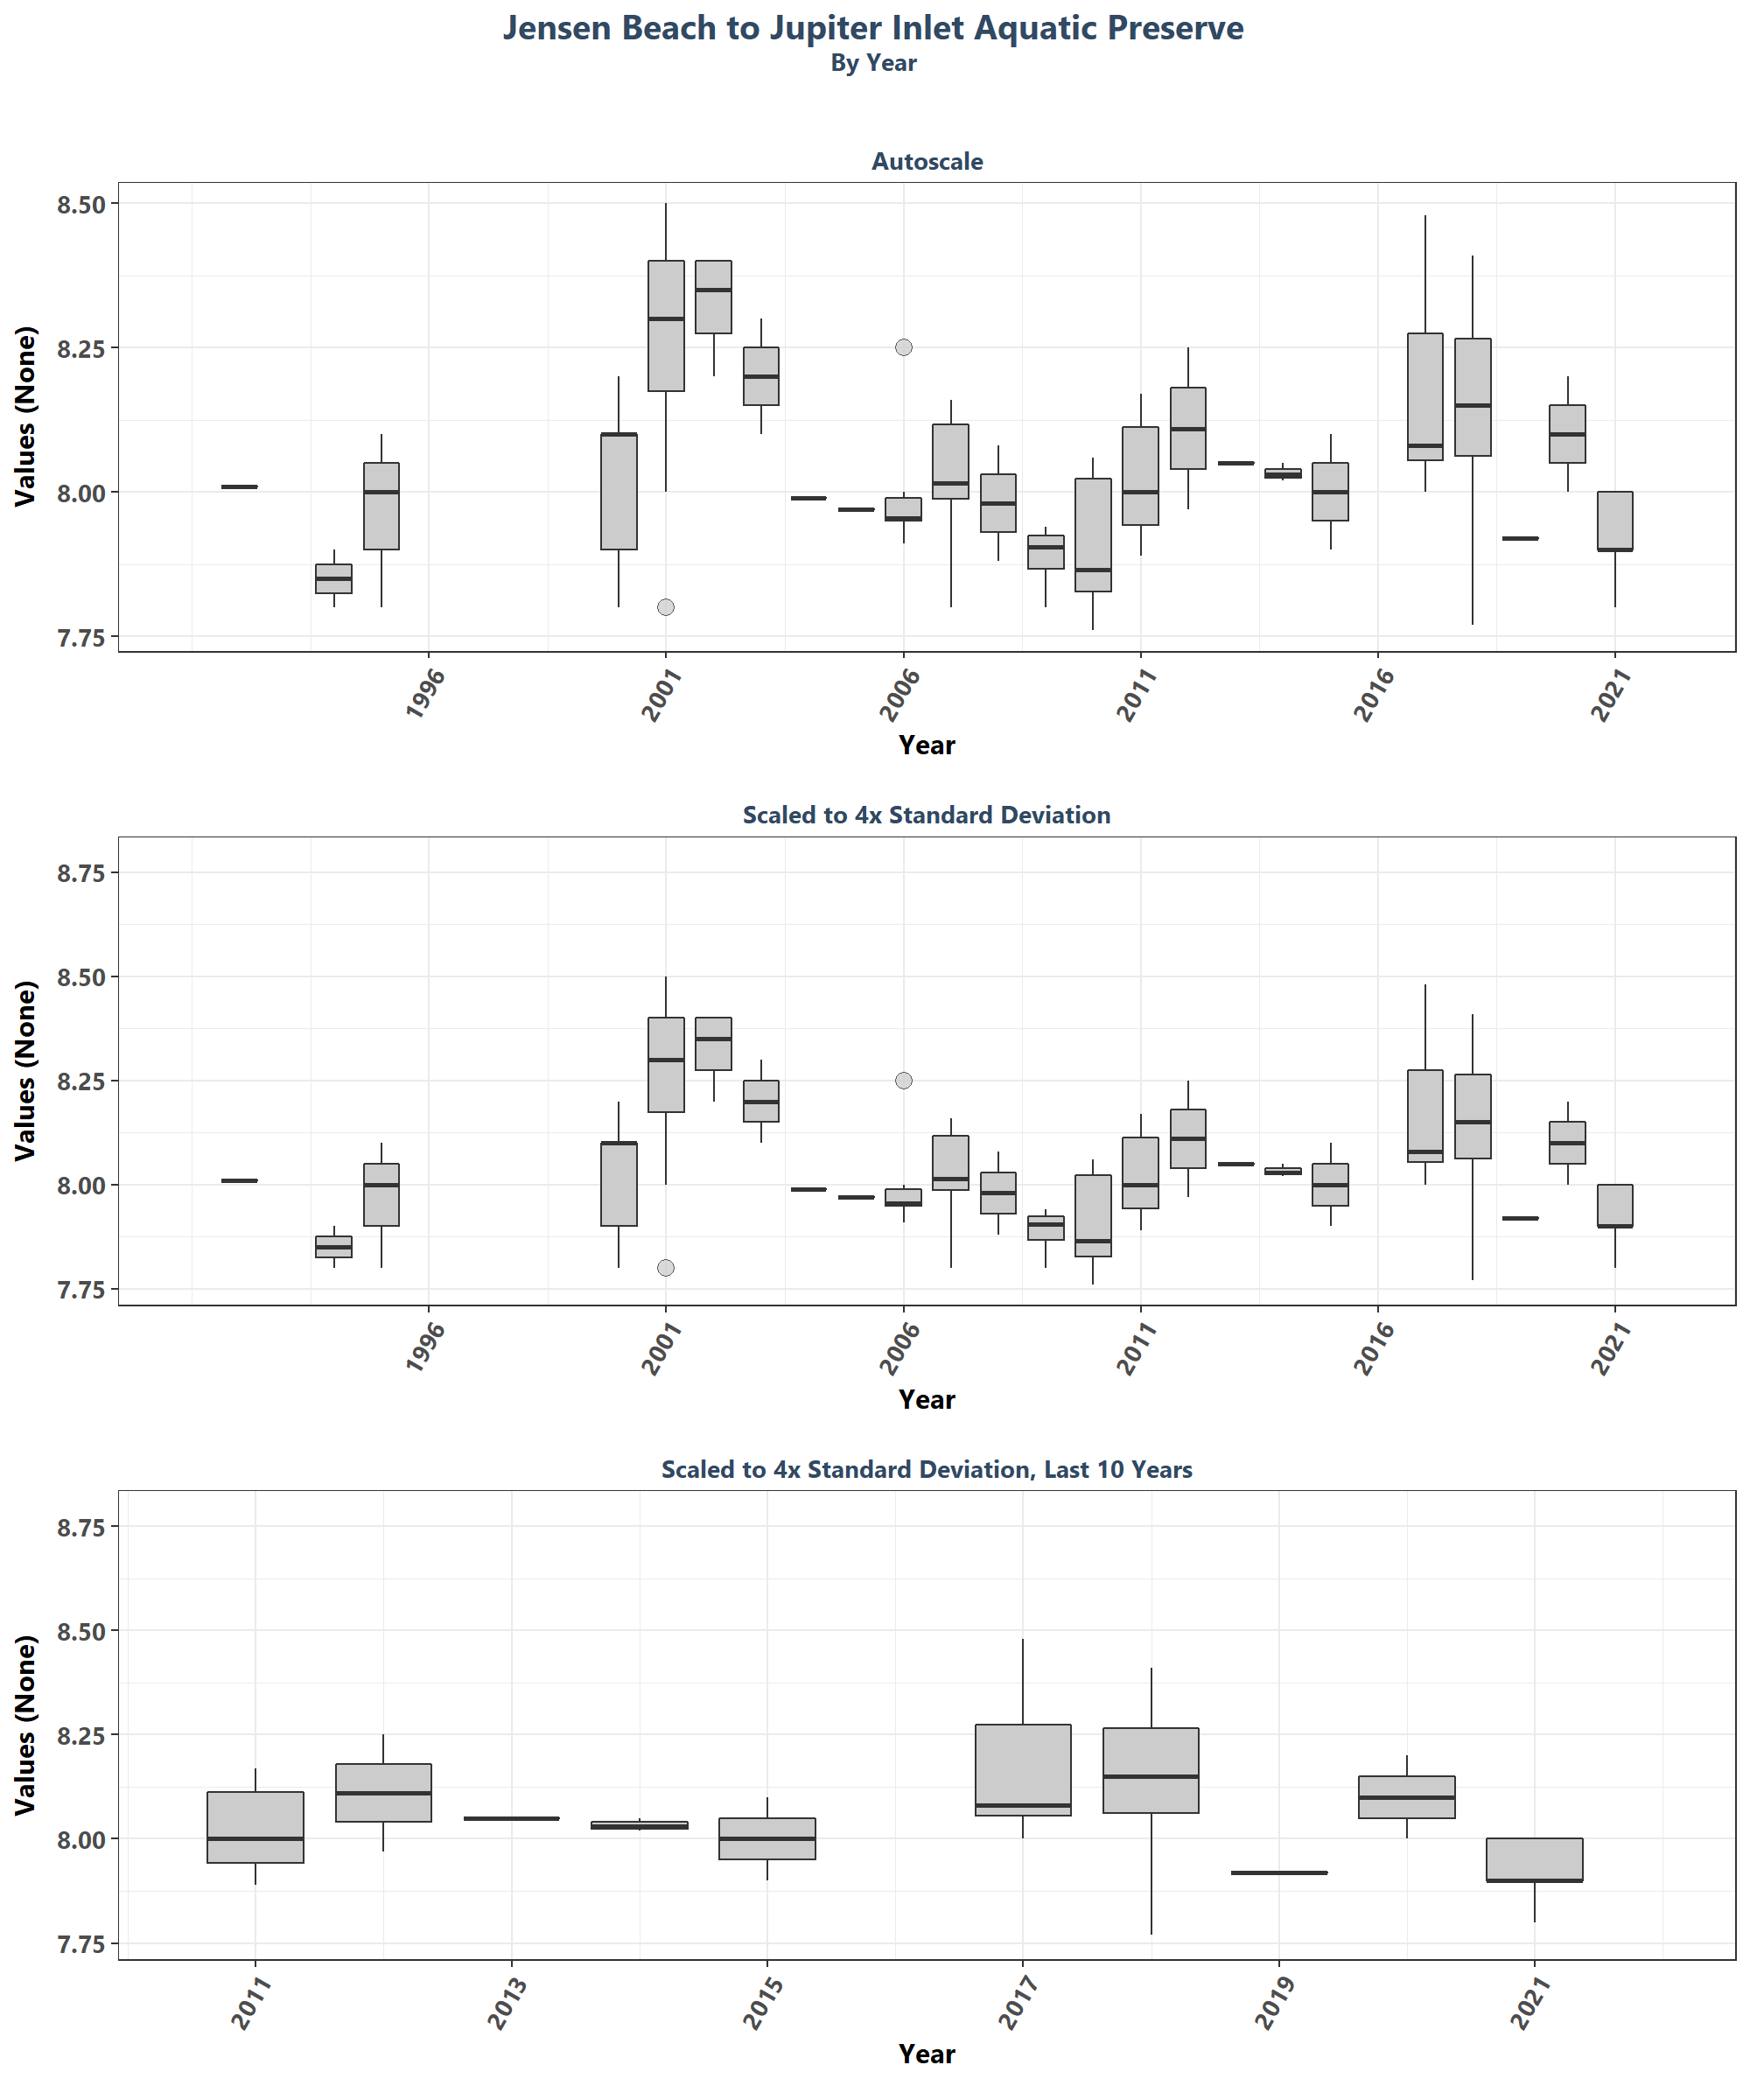 Jensen Beach to Jupiter Inlet Aquatic Preserve
By Year
Autoscale
Values (None)
8.50
8.25
8.00
7.75
1996
2001
2006
2011
2016
2021
Year
Scaled to 4x Standard Deviation
Values (None)
8.75
8.50
8.25
8.00
7.75
1996
2001
2006
2011
2016
2021
Year
Scaled to 4x Standard Deviation, Last 10 Years
Values (None)
8.75
8.50
8.25
8.00
7.75
2011
2013
2015
2017
2019
2021
Year